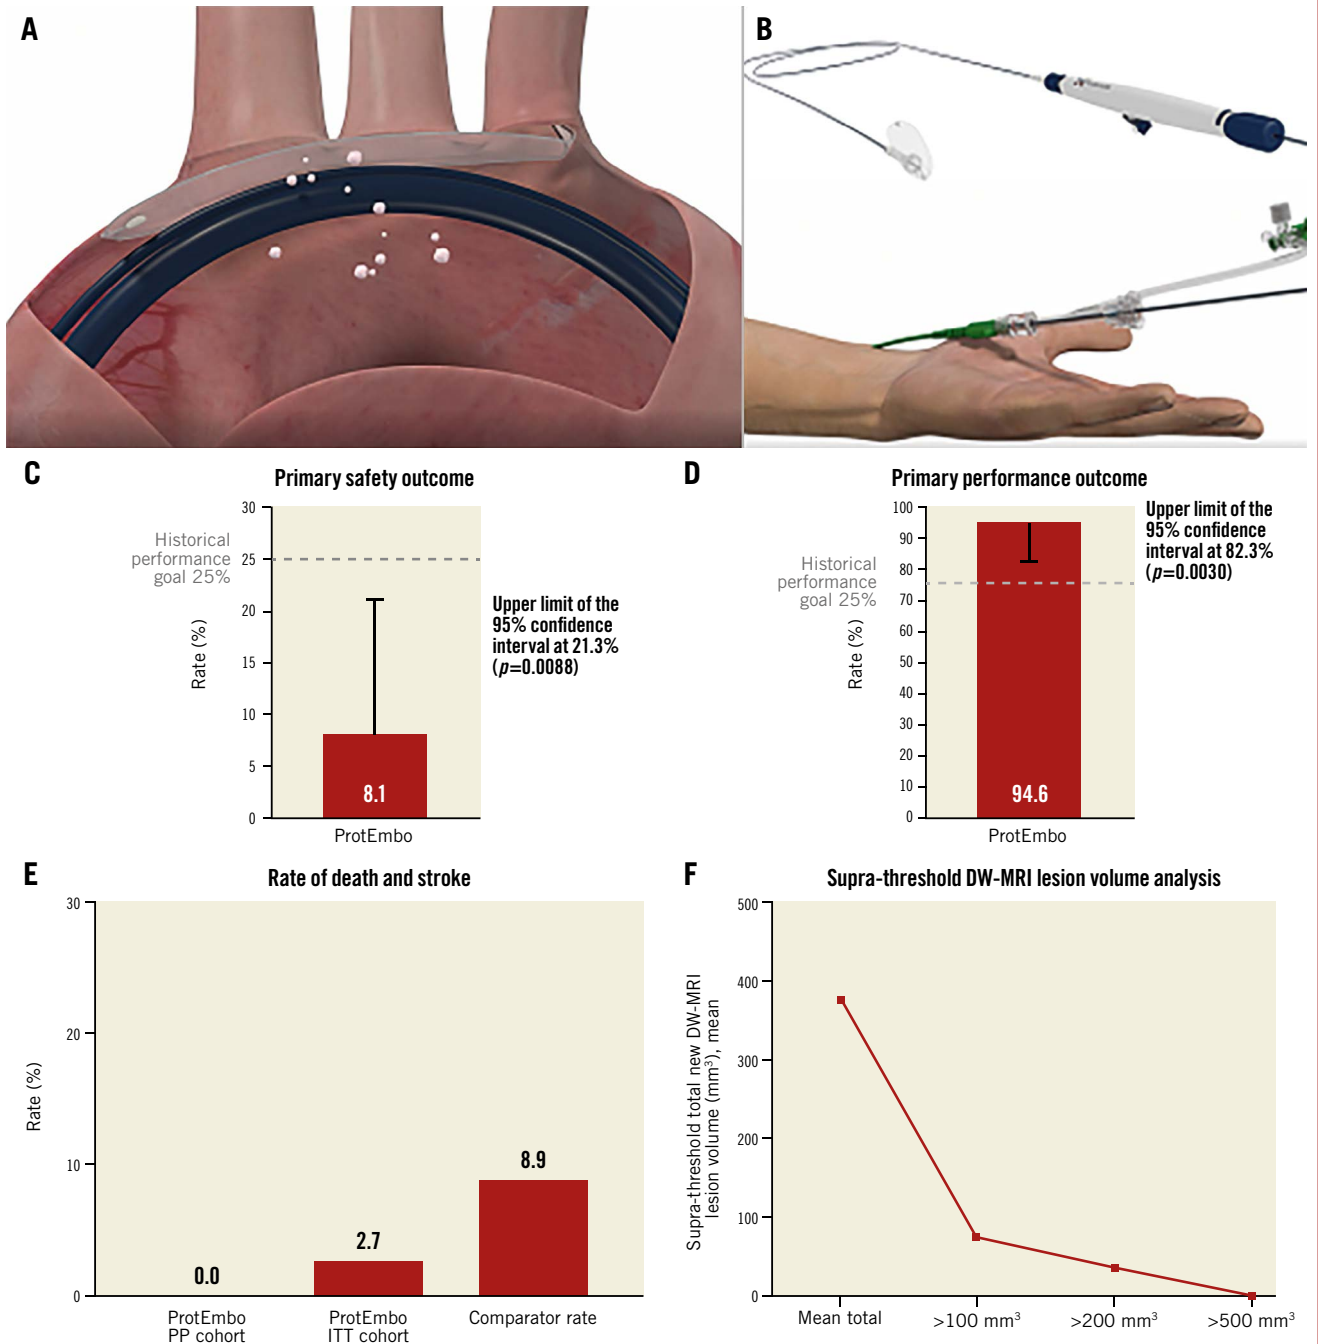 A
B
C
Primary safety outcome
30
25
20
15
10
5
0
Rate (%)
Historical
performance
goal 25%
8.1
ProtEmbo
Upper limit of the
95% confidence
interval at 21.3%
(p=0.0088)
D
Primary performance outcome
100
90
80
70
60
50
40
30
20
10
0
Rate (%)
Historical
performance
goal 25%
94.6
ProtEmbo
Upper limit of the
95% confidence
interval at 82.3%
(p=0.0030)
E
Rate of death and stroke
30
20
10
0
Rate (%)
0.0
2.7
8.9
ProtEmbo
PP cohort
ProtEmbo
ITT cohort
Comparator rate
F
Supra-threshold DW-MRI lesion volume analysis
500
400
300
200
100
0
Supra-threshold total new DW-MRI
lesion volume (mm³), mean
Mean total
>100 mm³
>200 mm³
>500 mm³